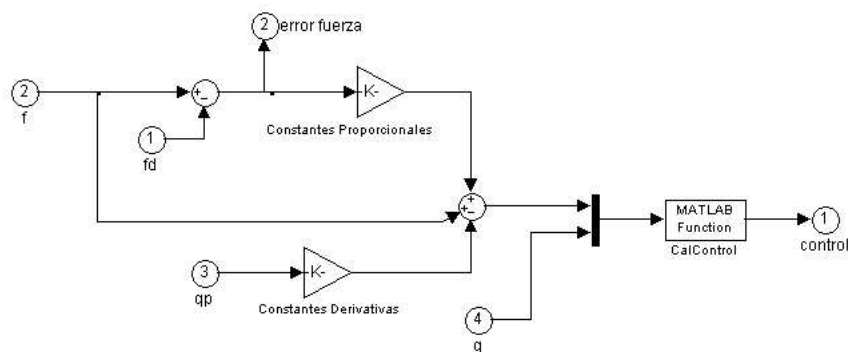 2
error fuerza
2
f
-K-
Constantes Proporcionales
1
fd
MATLAB
Function
CalControl
1
control
3
qp
-K-
Constantes Derivativas
4
q